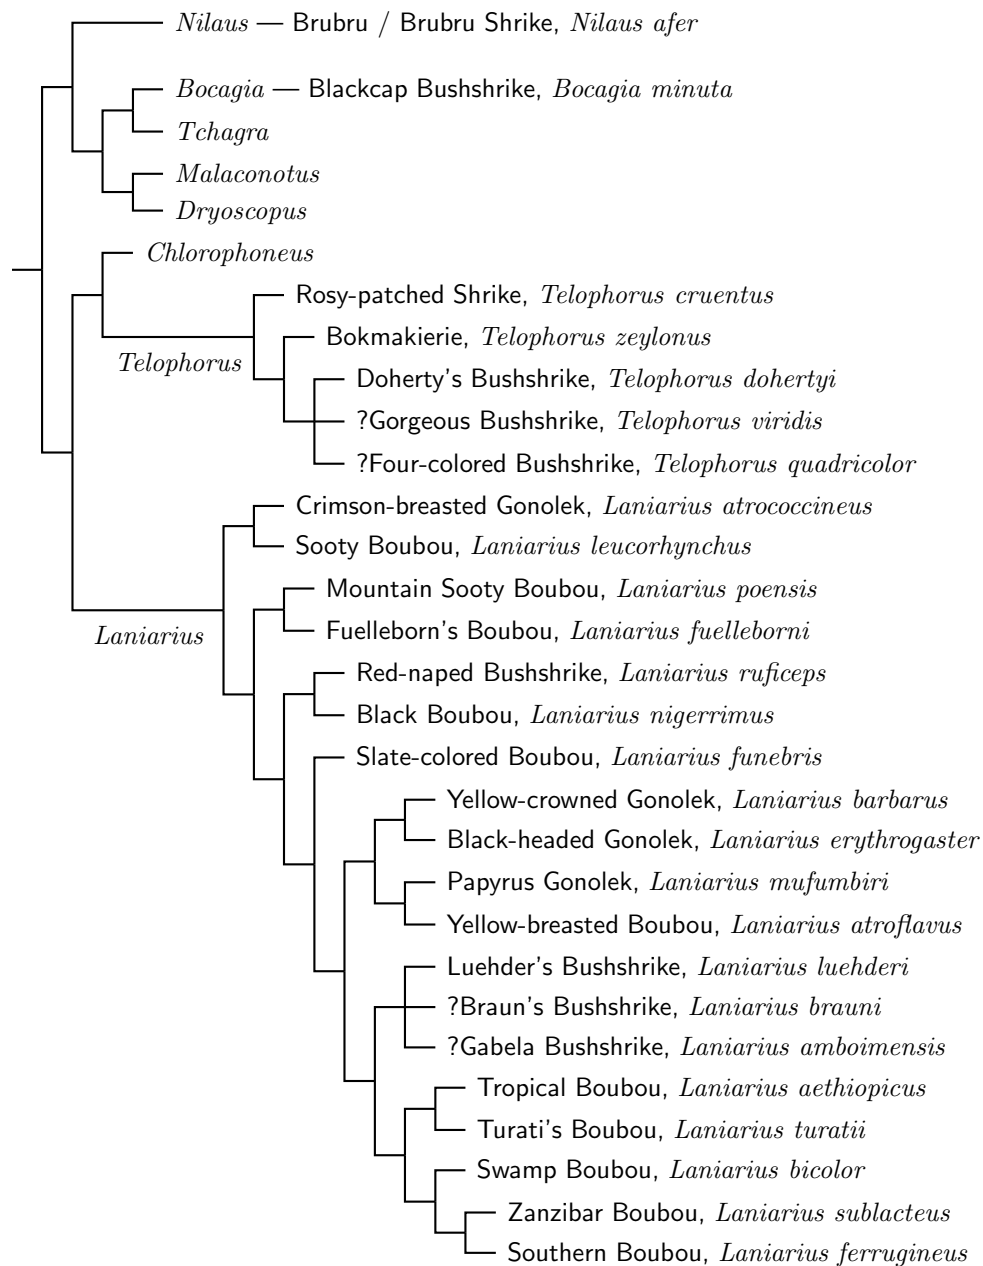 Nilaus — Brubru / Brubru Shrike, Nilaus afer
Bocagia — Blackcap Bushshrike, Bocagia minuta
Tchagra
Malaconotus
Dryoscopus
Chlorophoneus
Rosy-patched Shrike, Telophorus cruentus
Bokmakierie, Telophorus zeylonus
Telophorus
Doherty's Bushshrike, Telophorus dohertyi
?Gorgeous Bushshrike, Telophorus viridis
?Four-colored Bushshrike, Telophorus quadricolor
Crimson-breasted Gonolek, Laniarius atrococcineus
Sooty Boubou, Laniarius leucorhynchus
Mountain Sooty Boubou, Laniarius poensis
Fuelleborn's Boubou, Laniarius fuelleborni
Laniarius
Red-naped Bushshrike, Laniarius ruficeps
Black Boubou, Laniarius nigerrimus
Slate-colored Boubou, Laniarius funebris
Yellow-crowned Gonolek, Laniarius barbarus
Black-headed Gonolek, Laniarius erythrogaster
Papyrus Gonolek, Laniarius mufumbiri
Yellow-breasted Boubou, Laniarius atroflavus
Luehder's Bushshrike, Laniarius luehderi
?Braun's Bushshrike, Laniarius brauni
?Gabela Bushshrike, Laniarius amboimensis
Tropical Boubou, Laniarius aethiopicus
Turati's Boubou, Laniarius turatii
Swamp Boubou, Laniarius bicolor
Zanzibar Boubou, Laniarius sublacteus
Southern Boubou, Laniarius ferrugineus